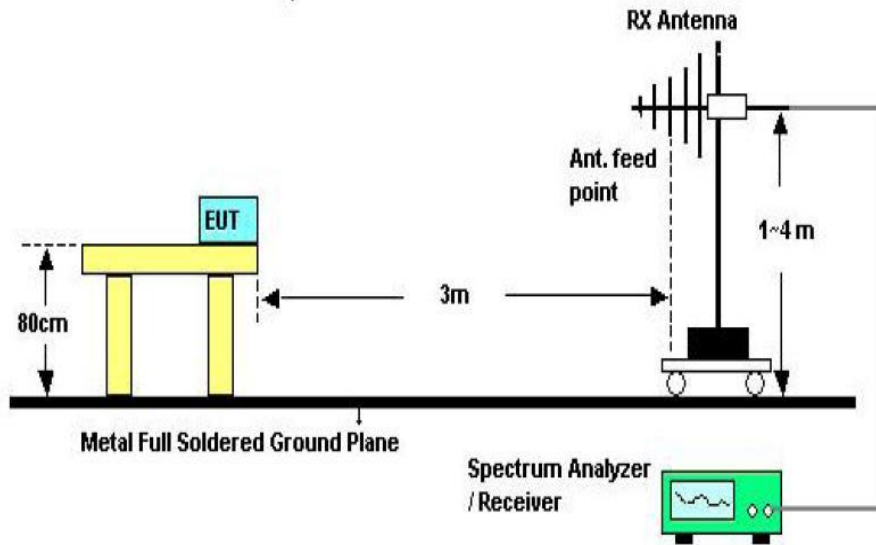 RX Antenna
Ant. feed
point
EUT
1~4 m
3m
80cm
Metal Full Soldered Ground Plane
Spectrum Analyzer
/ Receiver